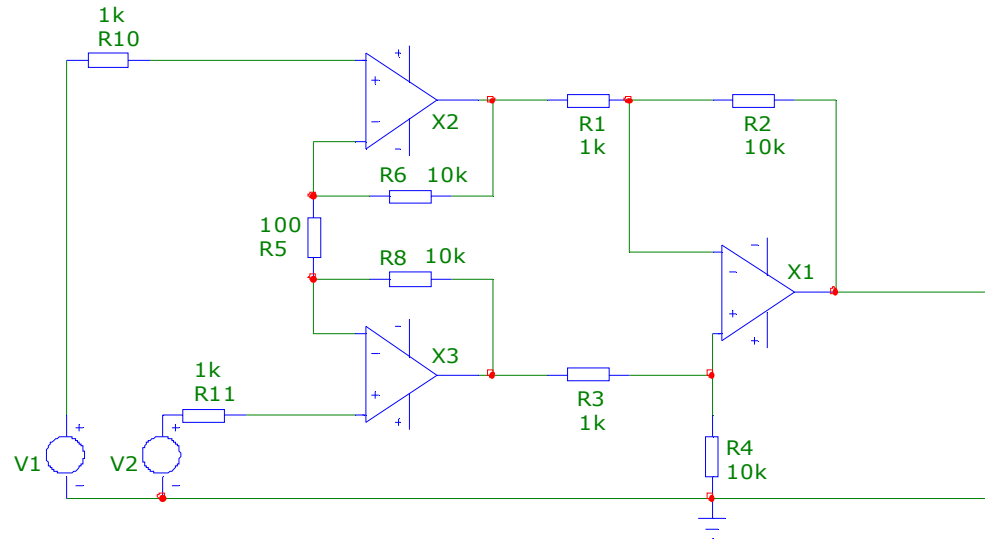 1k
R10
+
+
−
−
X2
R1
1k
R2
10k
R6 10k
100
R5
R8 10k
−
−
+
+
X1
−
−
+
+
X3
1k
R11
R3
1k
+
+
V1
V2
−
−
R4
10k